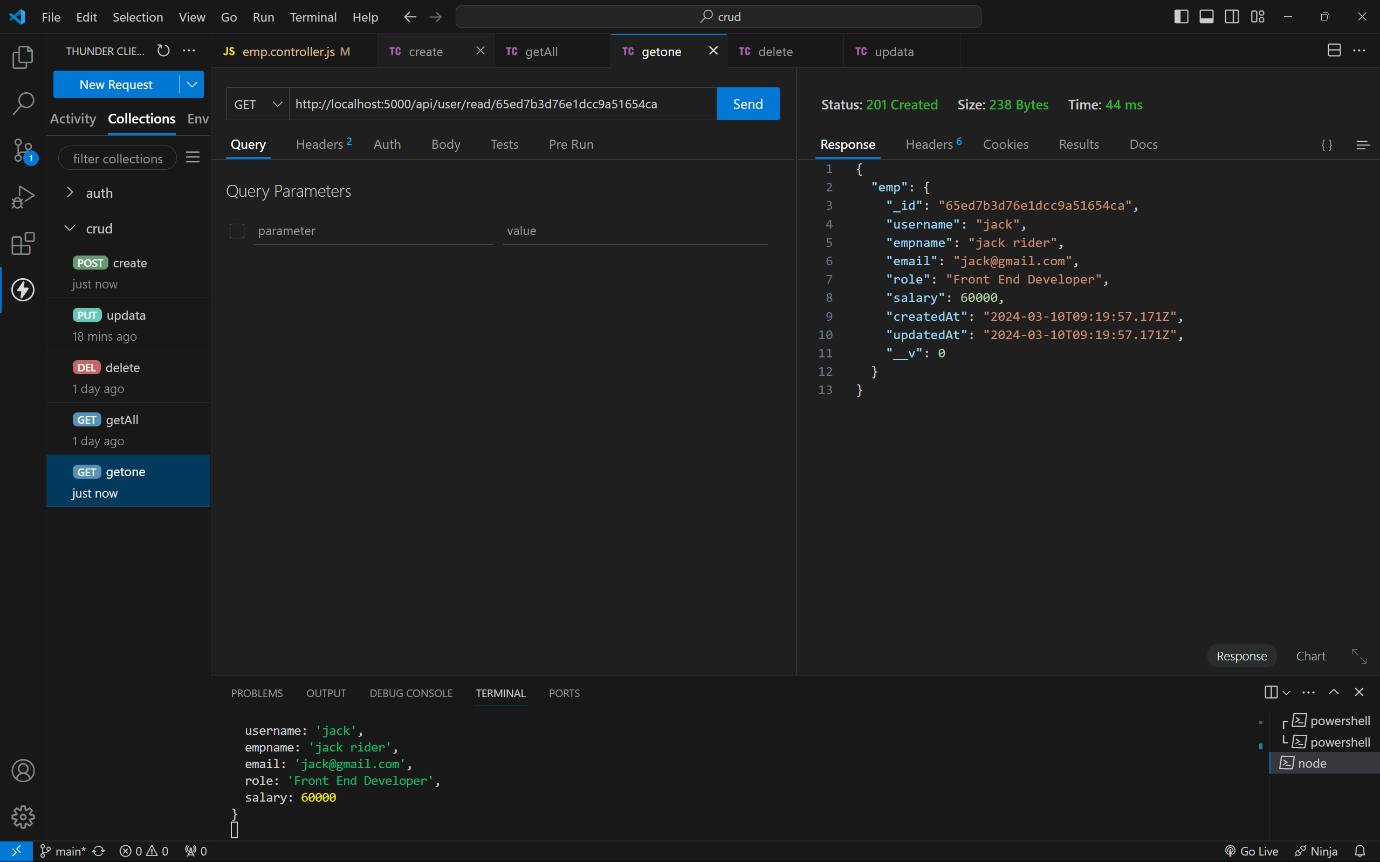 File Edit Selection View Go Run Terminal Help crud
THUNDER CLIE...
New Request
Activity Collections Env
filter collections
auth
crud
POST create
just now
PUT updata
18 mins ago
DEL delete
1 day ago
GET getAll
1 day ago
GET getone
just now
1
JS emp.controller.js M TC create TC getAll TC getone TC delete TC updata
GET http://localhost:5000/api/user/read/65ed7b3d76e1dcc9a51654ca Send
Query Headers 2 Auth Body Tests Pre Run
Query Parameters
parameter value
Status: 201 Created Size: 238 Bytes Time: 44 ms
Response Headers 6 Cookies Results Docs { }
1 {
2 "emp": {
3 "_id": "65ed7b3d76e1dcc9a51654ca",
4 "username": "jack",
5 "empname": "jack rider",
6 "email": "jack@gmail.com",
7 "role": "Front End Developer",
8 "salary": 60000,
9 "createdAt": "2024-03-10T09:19:57.171Z",
10 "updatedAt": "2024-03-10T09:19:57.171Z",
11 "__v": 0
12 }
13 }
Response Chart
PROBLEMS OUTPUT DEBUG CONSOLE TERMINAL PORTS
username: 'jack',
empname: 'jack rider',
email: 'jack@gmail.com',
role: 'Front End Developer',
salary: 60000
}
powershell
powershell
node
main* 0 0 0 Go Live Ninja